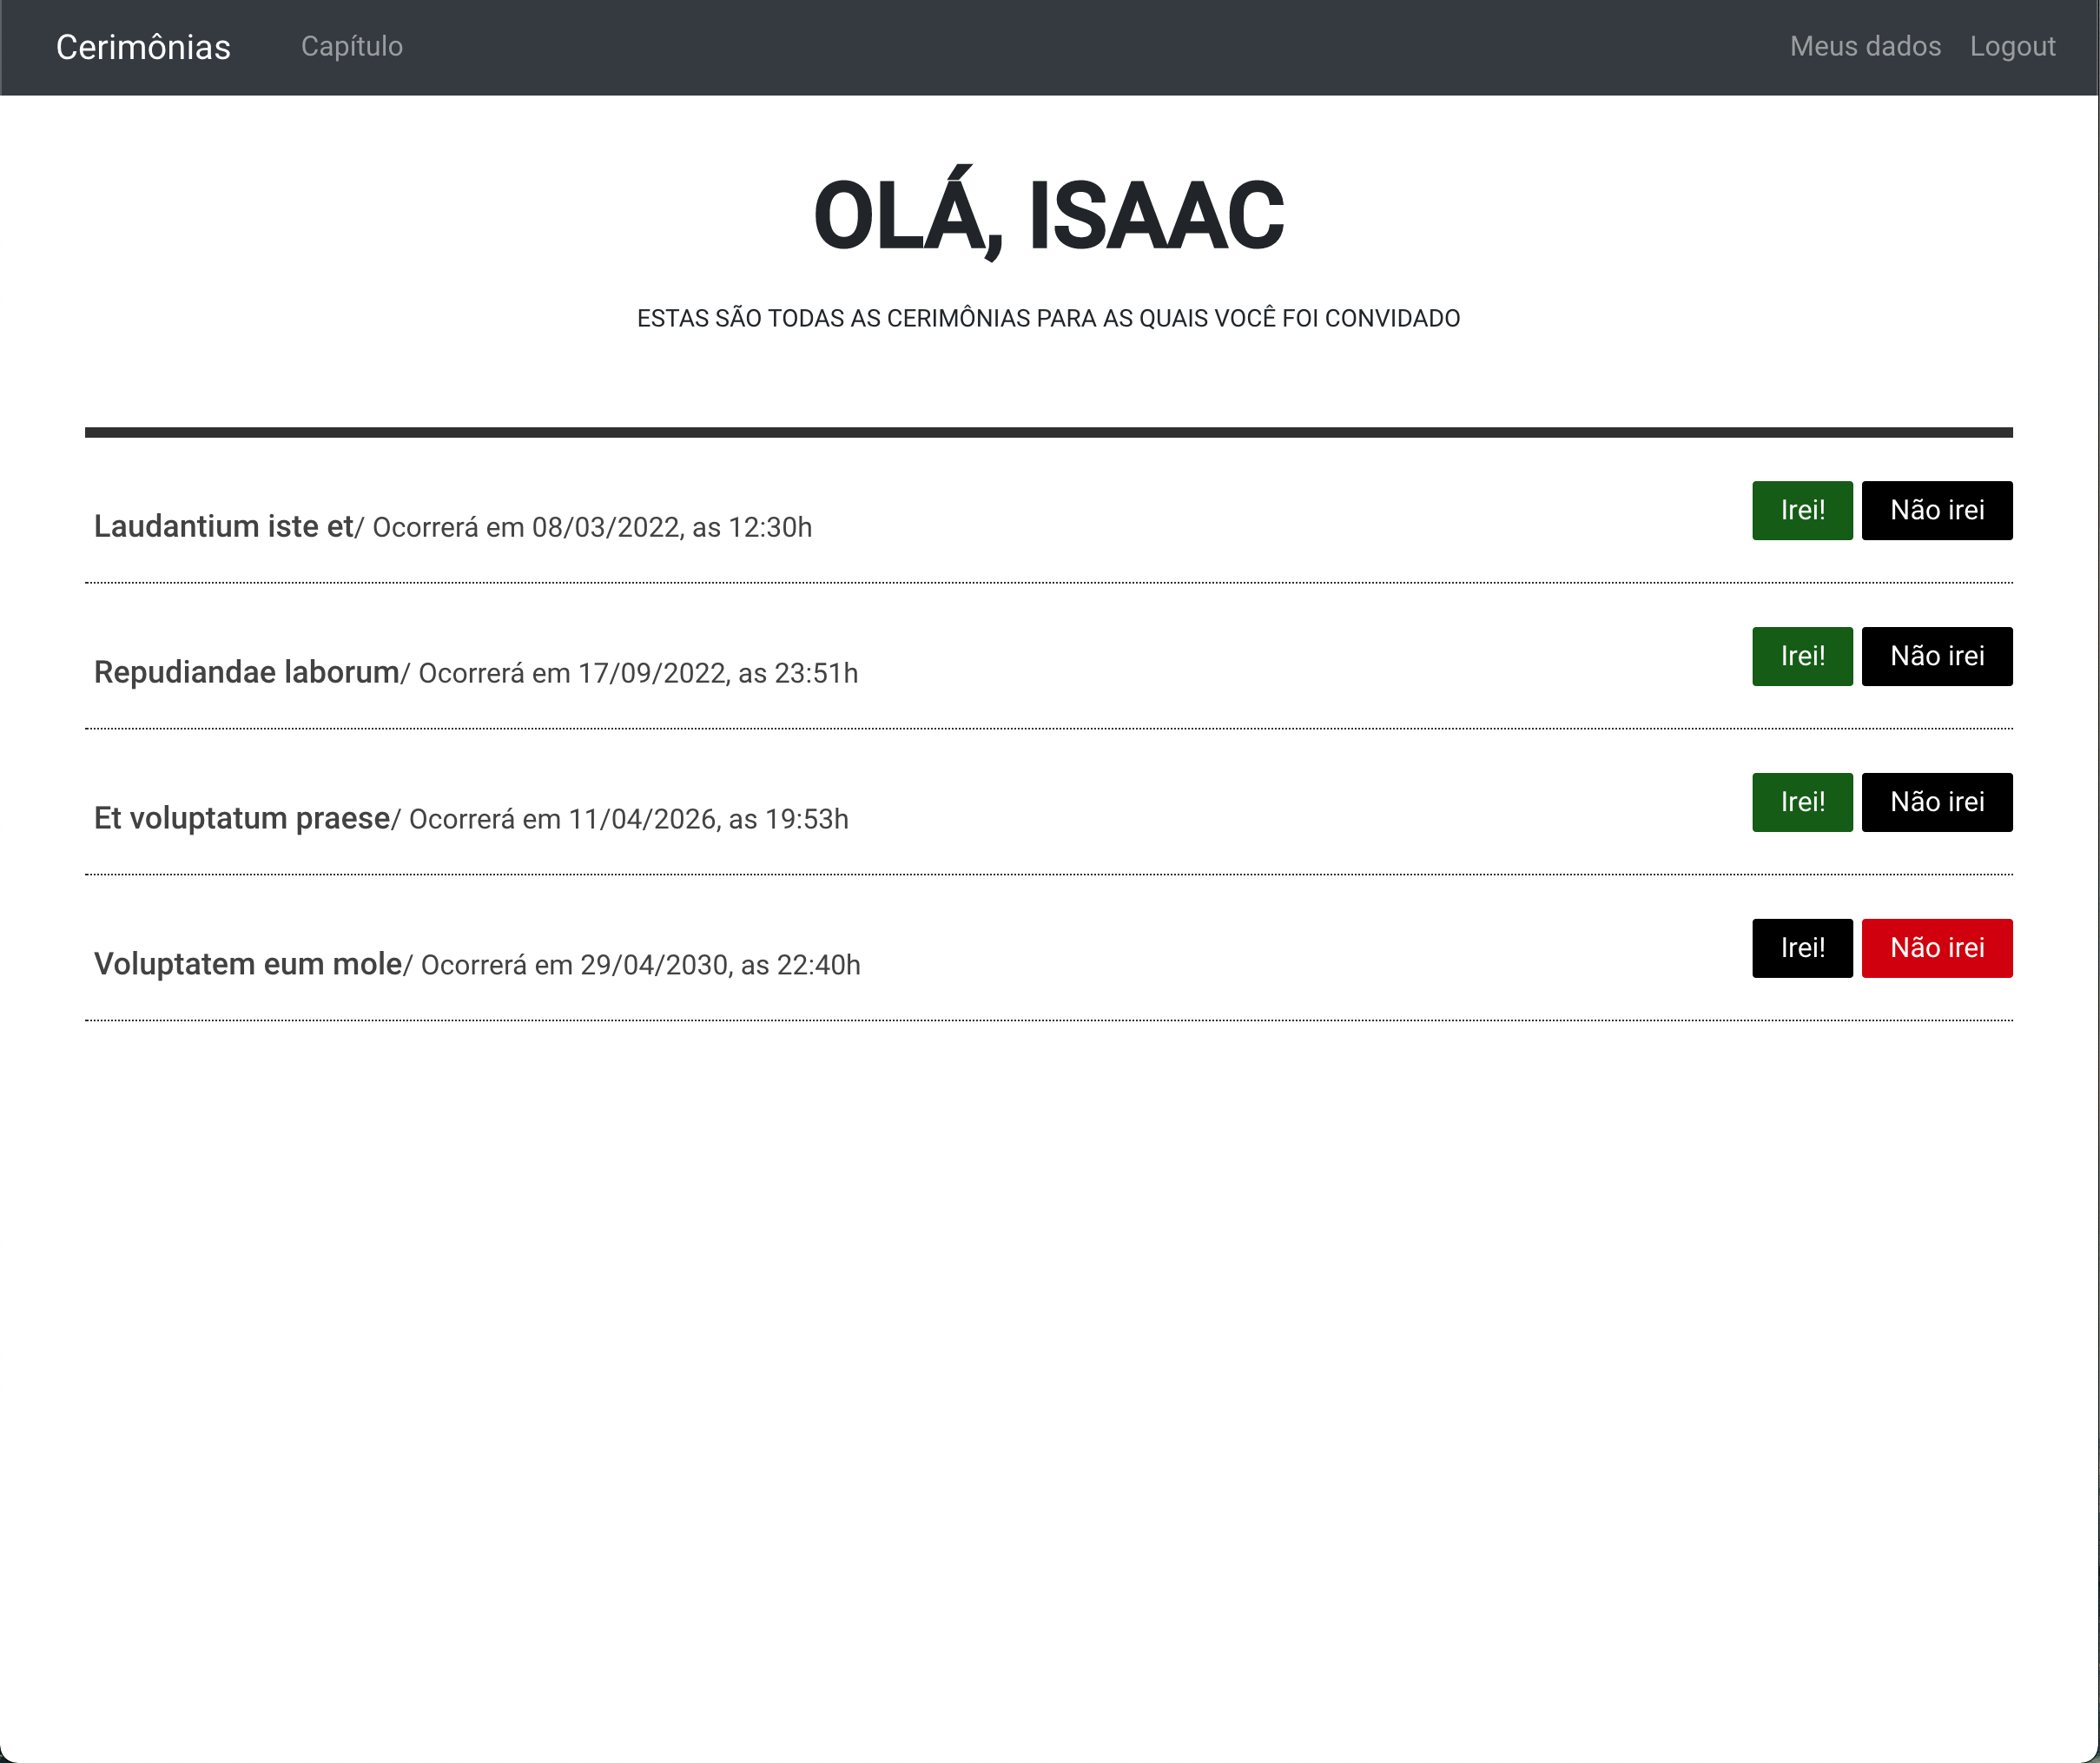 Cerimônias Capítulo Meus dados Logout
OLÁ, ISAAC
ESTAS SÃO TODAS AS CERIMÔNIAS PARA AS QUAIS VOCÊ FOI CONVIDADO
Laudantium iste et/ Ocorrerá em 08/03/2022, as 12:30h Irei! Não irei
Repudiandae laborum/ Ocorrerá em 17/09/2022, as 23:51h Irei! Não irei
Et voluptatum praese/ Ocorrerá em 11/04/2026, as 19:53h Irei! Não irei
Voluptatem eum mole/ Ocorrerá em 29/04/2030, as 22:40h Irei! Não irei